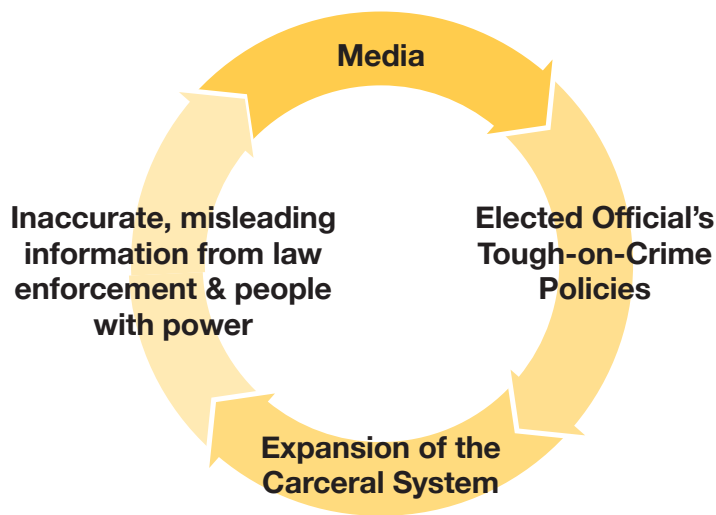 Media
Elected Official’s
Tough-on-Crime
Policies
Expansion of the
Carceral System
Inaccurate, misleading
information from law
enforcement & people
with power